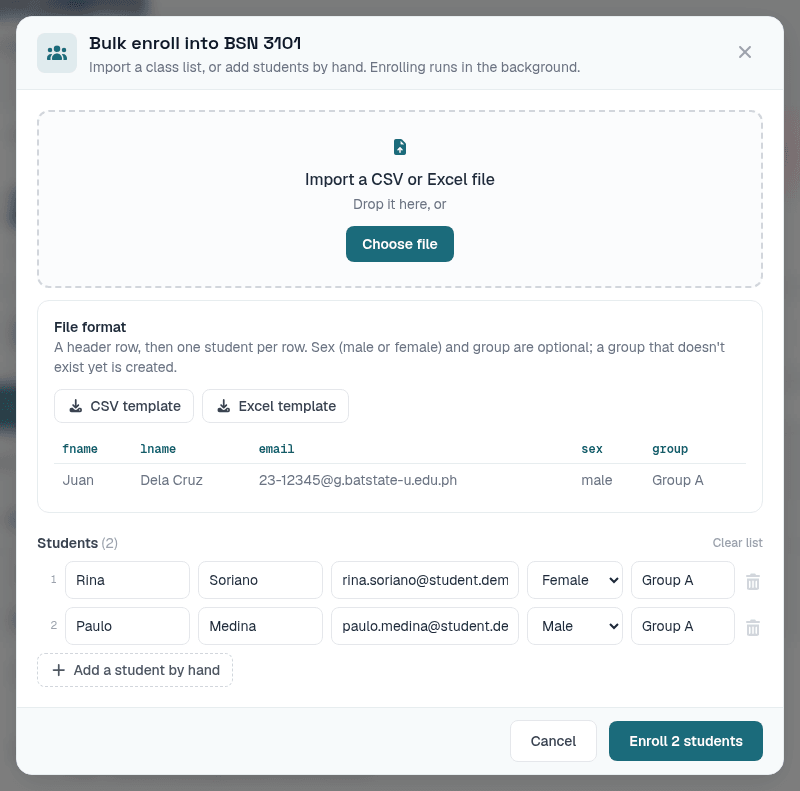 Bulk enroll into BSN 3101
Import a class list, or add students by hand. Enrolling runs in the background.
Import a CSV or Excel file
Drop it here, or
Choose file
File format
A header row, then one student per row. Sex (male or female) and group are optional; a group that doesn't
exist yet is created.
CSV template Excel template
fname lname email sex group
Juan Dela Cruz 23-12345@g.batstate-u.edu.ph male Group A
Students (2) Clear list
1 Rina Soriano rina.soriano@student.dem Female Group A
2 Paulo Medina paulo.medina@student.de Male Group A
Add a student by hand
Cancel Enroll 2 students